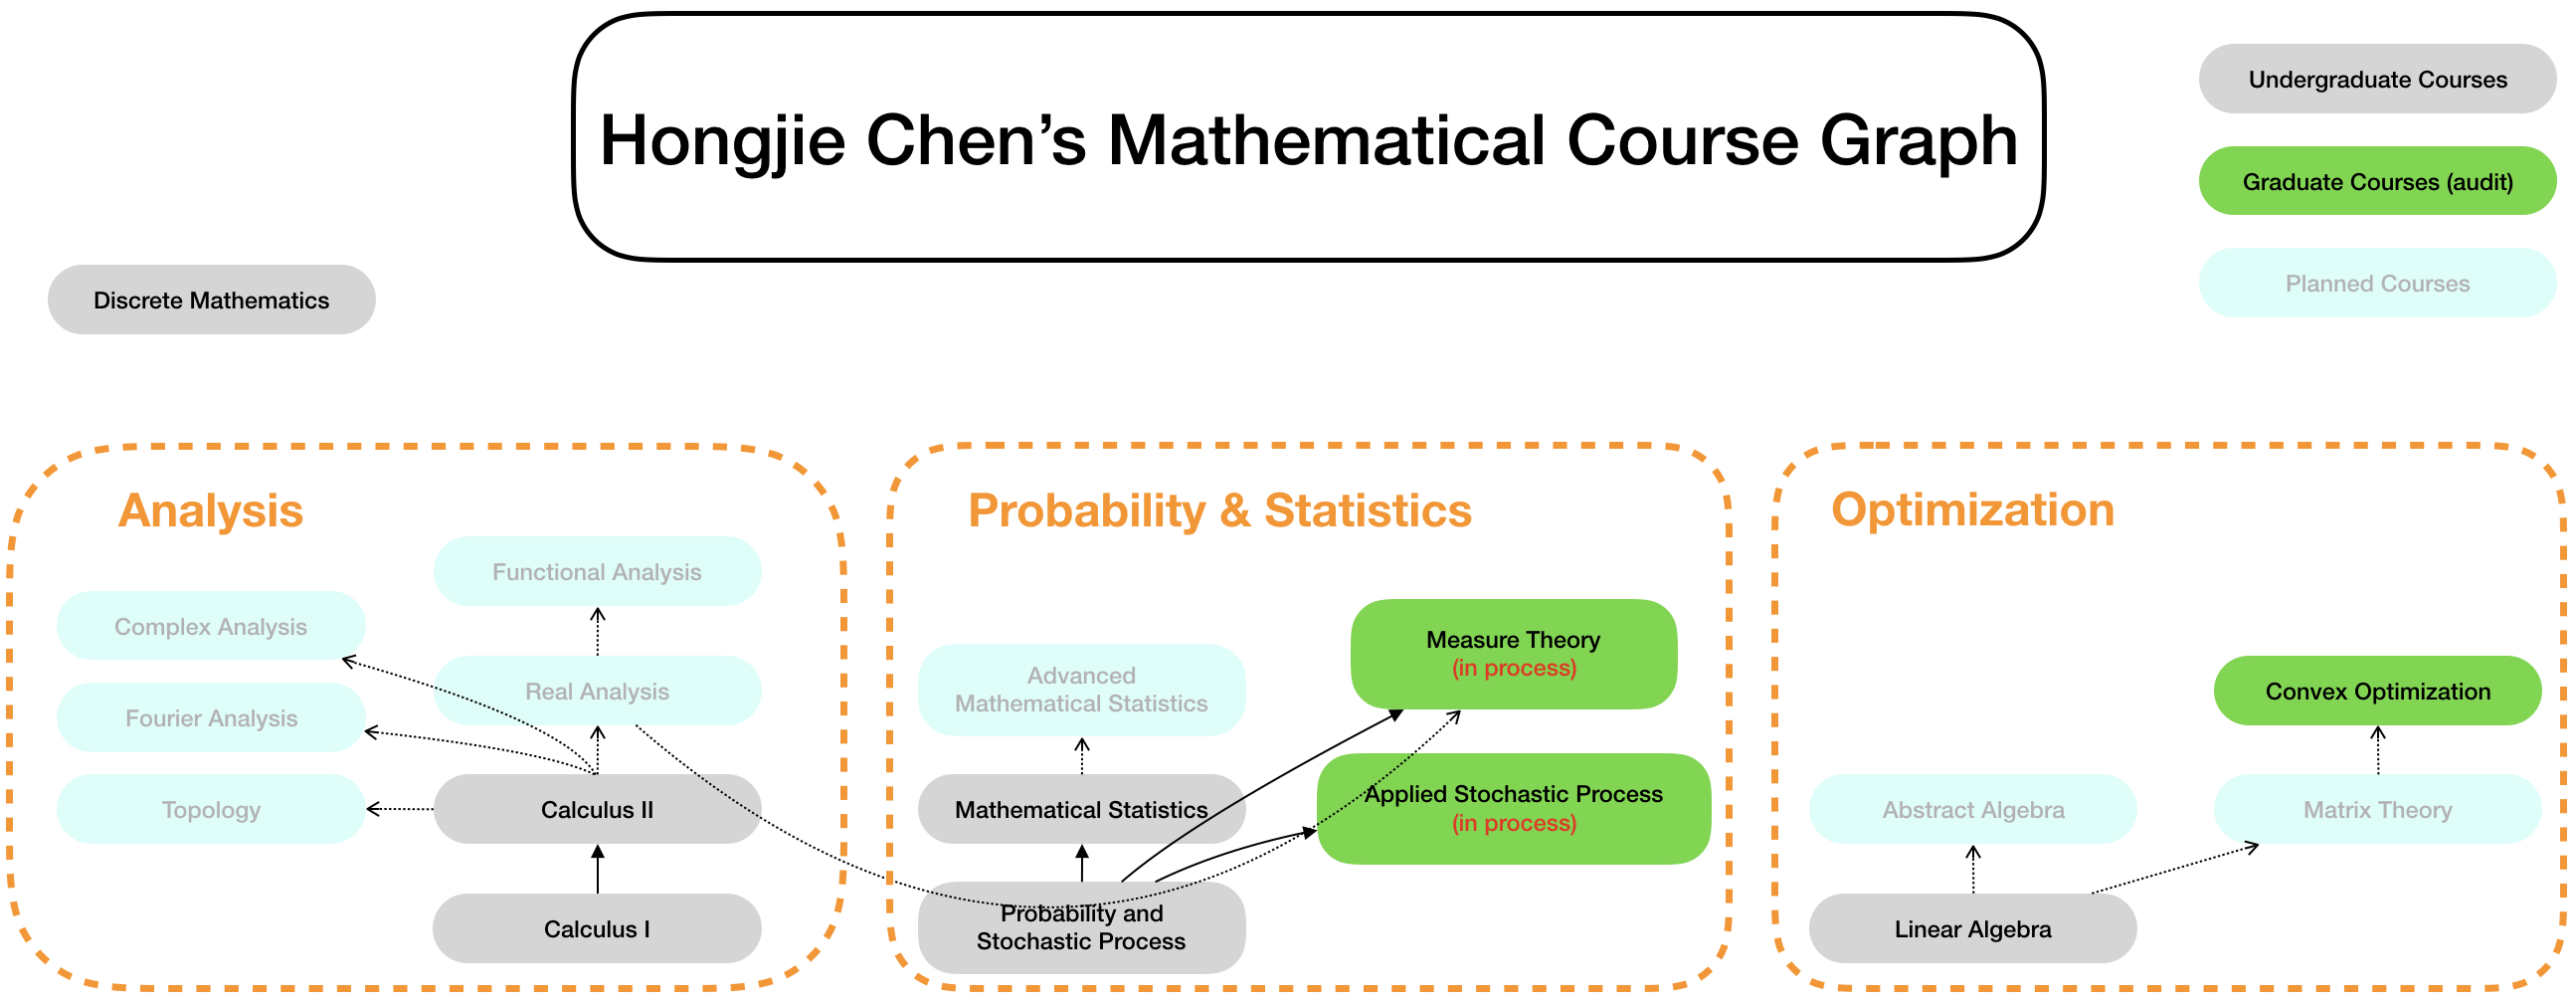 Hongjie Chen’s Mathematical Course Graph
Undergraduate Courses
Graduate Courses (audit)
Planned Courses
Discrete Mathematics
Analysis
Functional Analysis
Complex Analysis
Real Analysis
Fourier Analysis
Topology
Calculus II
Calculus I
Probability & Statistics
Measure Theory
(in process)
Advanced
Mathematical Statistics
Applied Stochastic Process
(in process)
Mathematical Statistics
Probability and
Stochastic Process
Optimization
Convex Optimization
Abstract Algebra
Matrix Theory
Linear Algebra